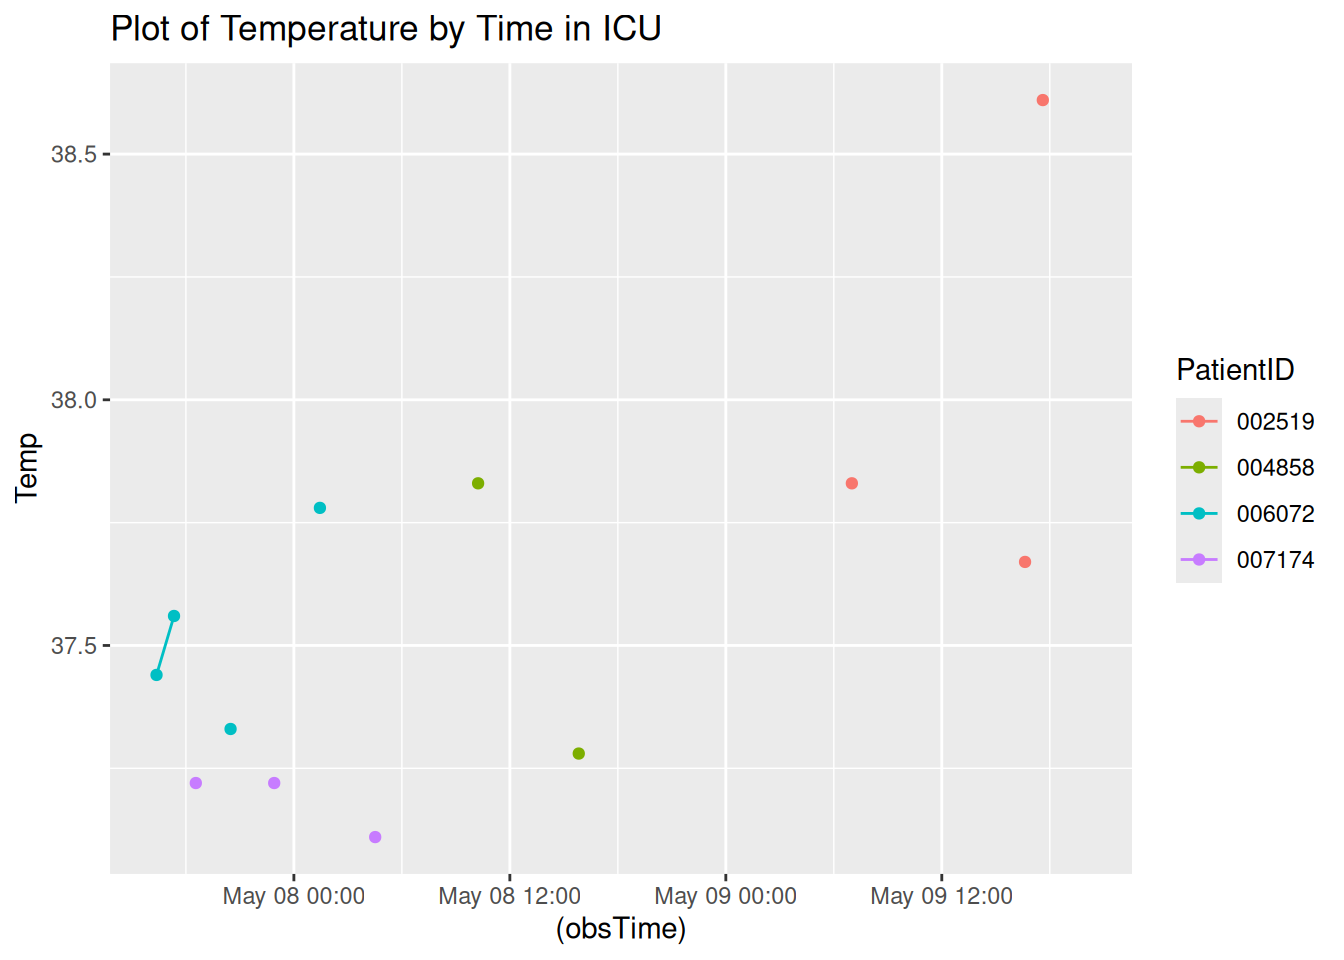 Plot of Temperature by Time in ICU
38.5
38.0
37.5
Temp
May 08 00:00
May 08 12:00
May 09 00:00
May 09 12:00
(obsTime)
PatientID
002519
004858
006072
007174